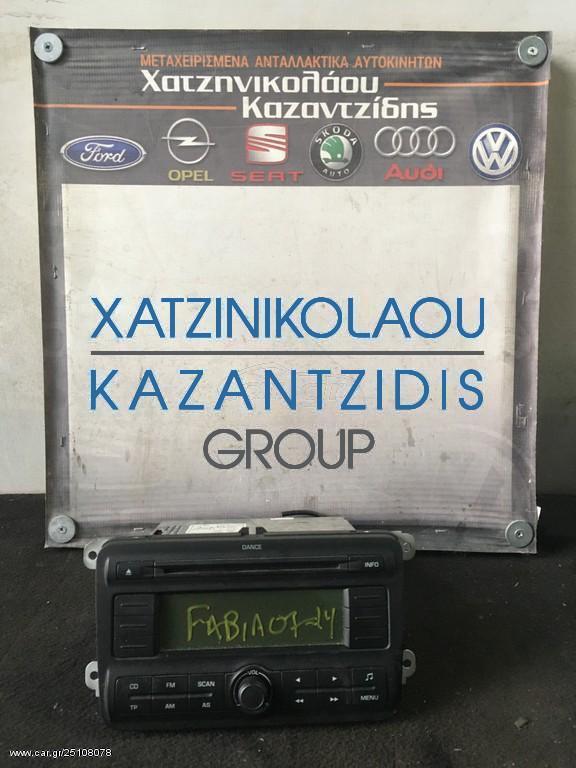 ΜΕΤΑΧΕΙΡΙΣΜΕΝΑ ΑΝΤΑΛΛΑΚΤΙΚΑ ΑΥΤΟΚΙΝΗΤΩΝ
Χατζηνικολάου
Καζαντζίδης
Ford
OPEL
SEAT
SKODA
AUTO
Audi
XATZINIKOLAOU
KAZANTZIDIS
GROUP
DANCE
INFO
FABIA 07-14
VOL
CD FM SCAN
TP AM AS
MENU
www.car.gr/25108078